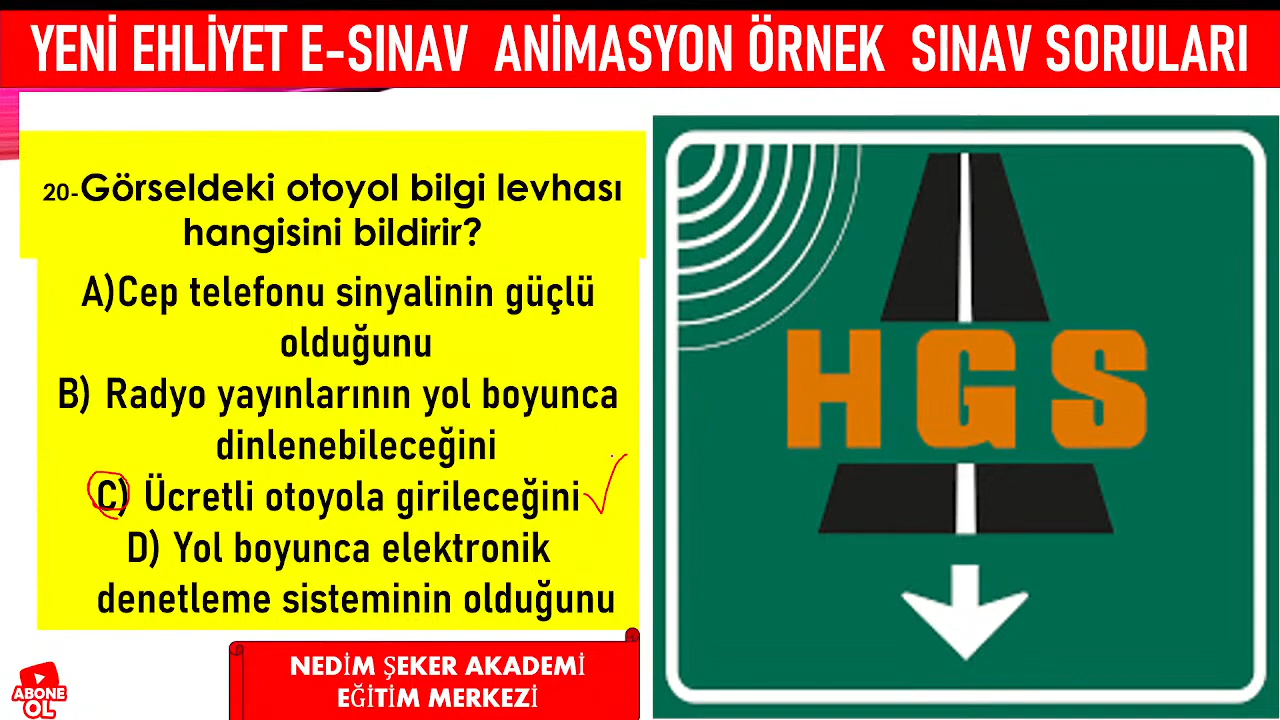 YENİ EHLİYET E-SINAV ANİMASYON ÖRNEK SINAV SORULARI
20-Görseldeki otoyol bilgi levhası
hangisini bildirir?
A)Cep telefonu sinyalinin güçlü
olduğunu
B) Radyo yayınlarının yol boyunca
dinlenebileceğini
C) Ücretli otoyola girileceğini
D) Yol boyunca elektronik
denetleme sisteminin olduğunu
HGS
NEDİM ŞEKER AKADEMİ
EĞİTİM MERKEZİ
ABONE
OL